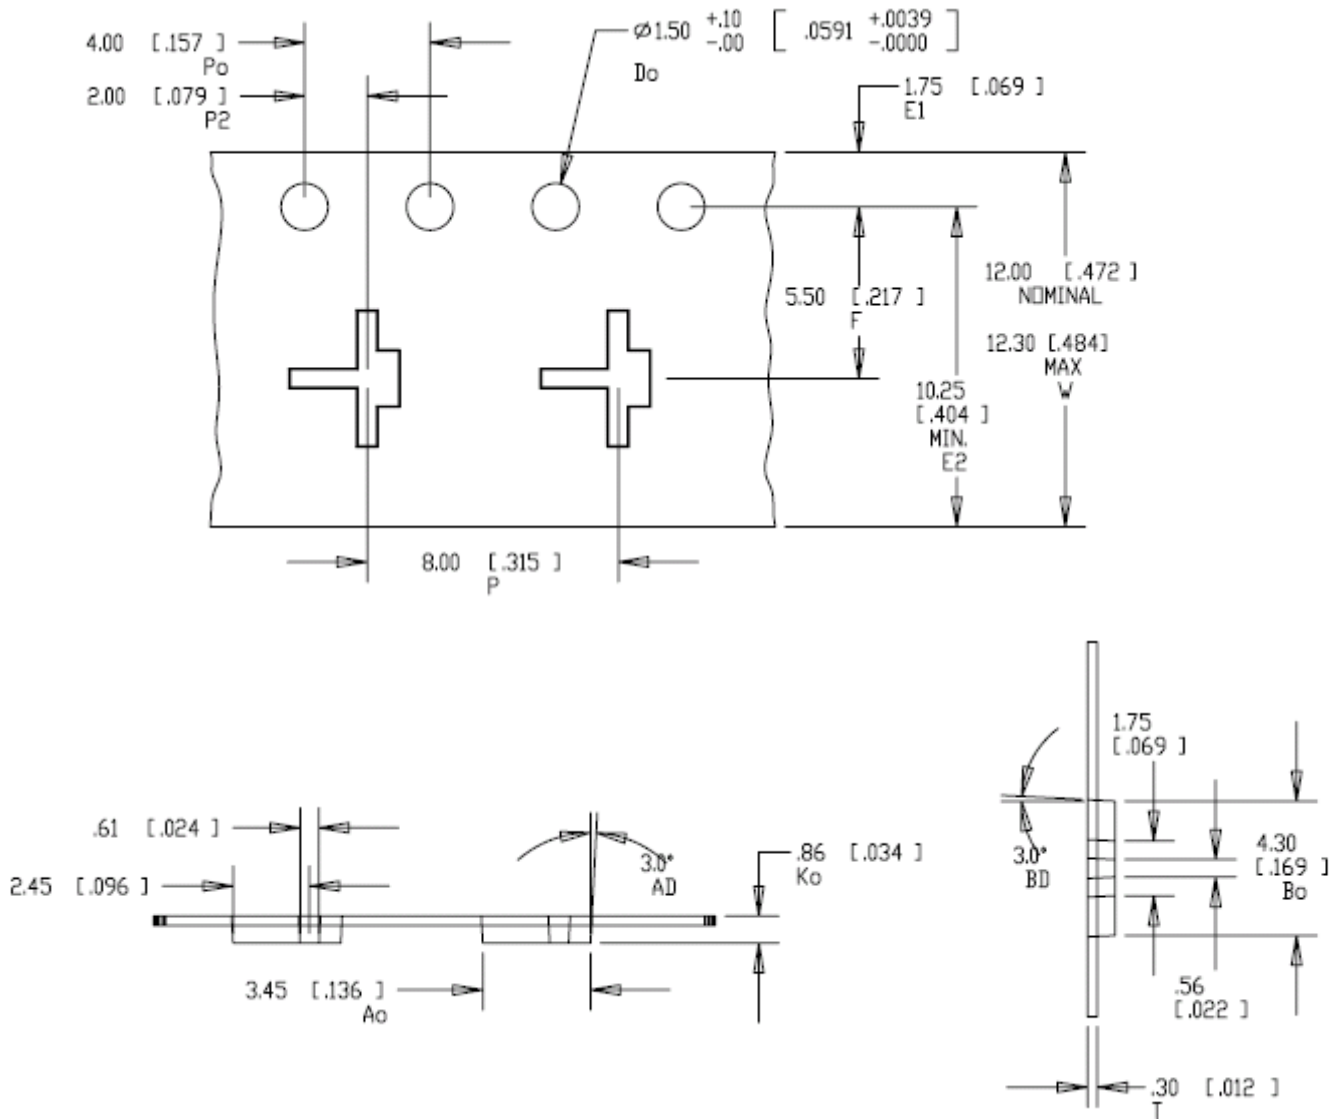 4.00 [.157 ]
Po
2.00 [.079 ]
P2
Ø1.50 +.10 -.00 [ .0591 +.0039 -.0000 ]
Do
1.75 [.069 ]
E1
5.50 [.217 ]
F
12.00 [.472 ]
NOMINAL
12.30 [.484]
MAX
W
10.25
[.404 ]
MIN.
E2
8.00 [.315 ]
P
.61 [.024 ]
2.45 [.096 ]
3.0°
AD
.86 [.034 ]
Ko
3.45 [.136 ]
Ao
1.75
[.069 ]
3.0°
BD
4.30
[.169 ]
Bo
.56
[.022 ]
.30 [.012 ]
T